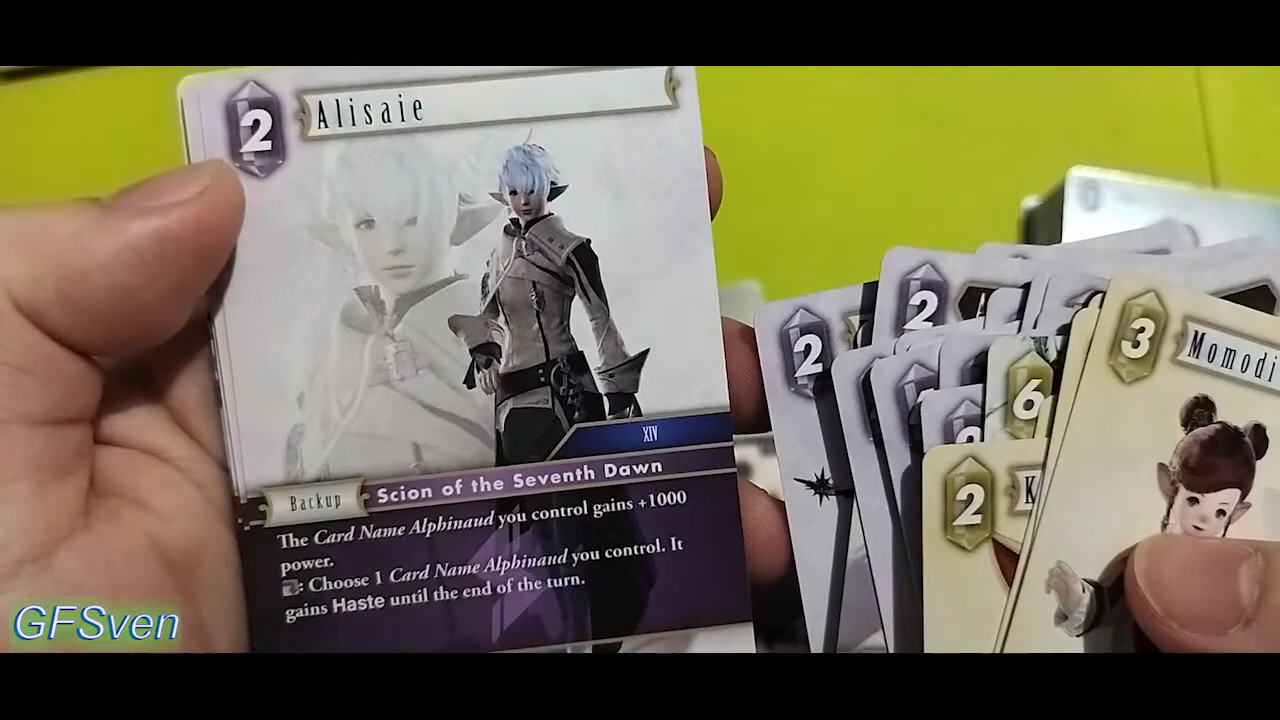 2
Alisaie
XIV
Backup
Scion of the Seventh Dawn
The Card Name Alphinaud you control gains +1000
power.
: Choose 1 Card Name Alphinaud you control. It
gains Haste until the end of the turn.
2
2
6
2
K
3
Momodi
GFSven